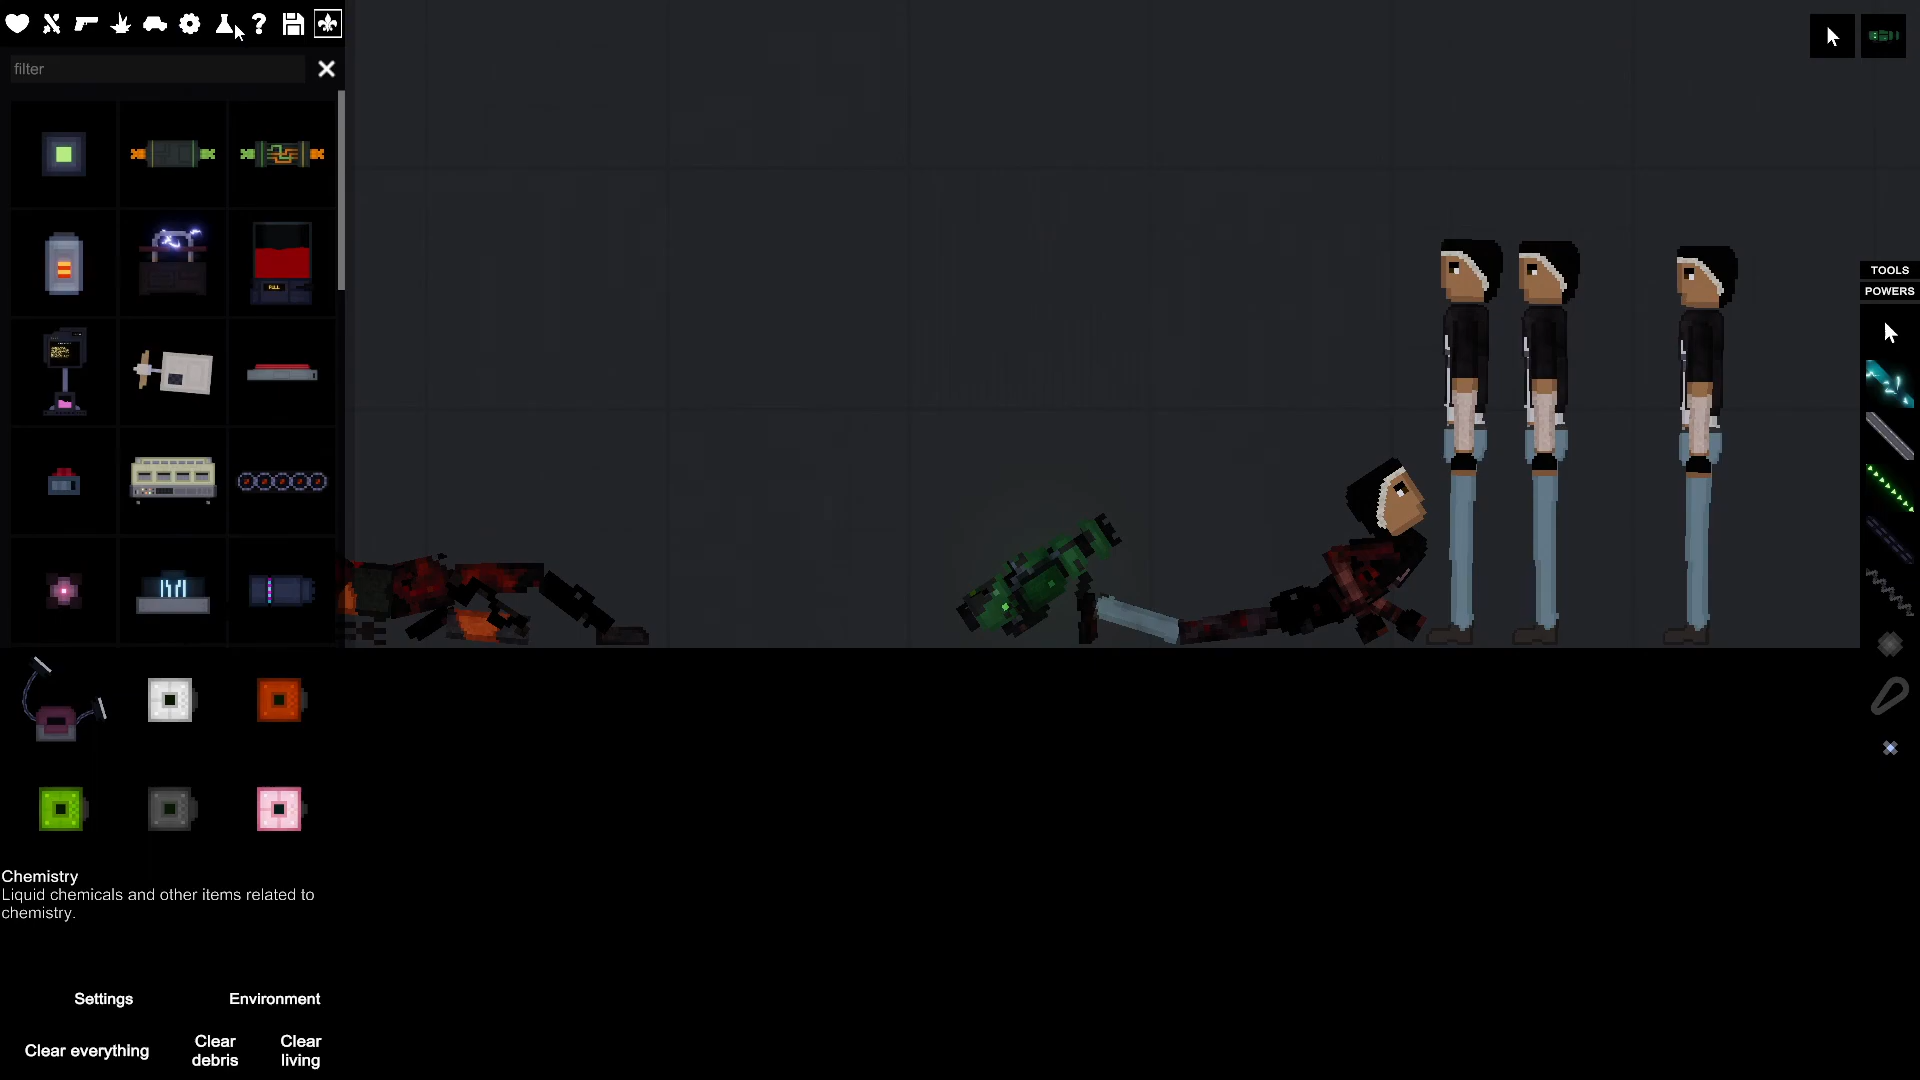 filter
FULL
TOOLS
POWERS
Chemistry
Liquid chemicals and other items related to
chemistry.
Settings
Environment
Clear everything
Clear
debris
Clear
living